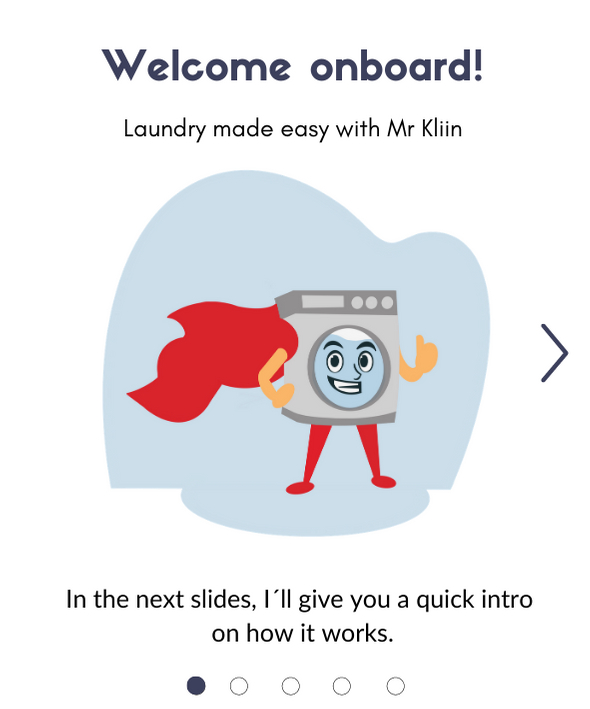 Welcome onboard!
Laundry made easy with Mr Kliin
In the next slides, I´ll give you a quick intro
on how it works.